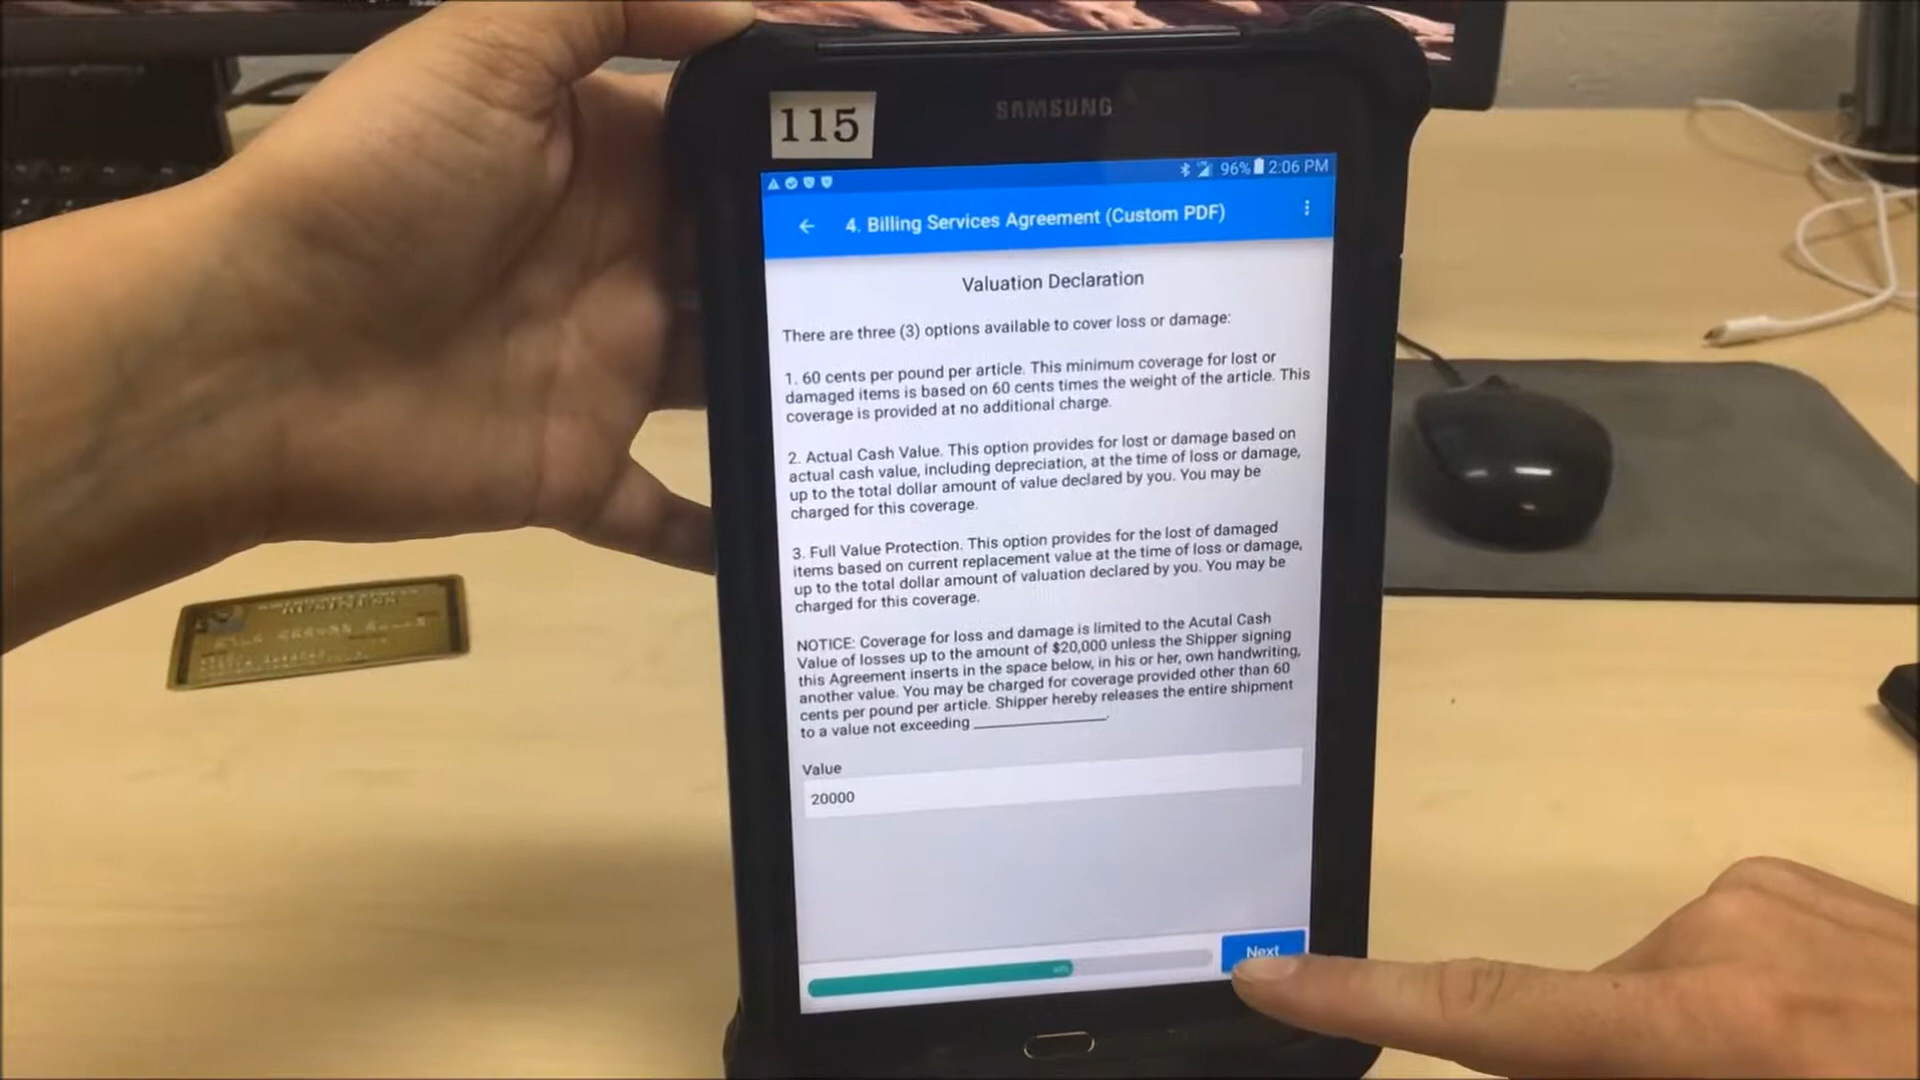 115
SAMSUNG
96% 2:06 PM
4. Billing Services Agreement (Custom PDF)
Valuation Declaration
There are three (3) options available to cover loss or damage:
1. 60 cents per pound per article. This minimum coverage for lost or
damaged items is based on 60 cents times the weight of the article. This
coverage is provided at no additional charge.
2. Actual Cash Value. This option provides for lost or damage based on
actual cash value, including depreciation, at the time of loss or damage,
up to the total dollar amount of value declared by you. You may be
charged for this coverage.
3. Full Value Protection. This option provides for the lost of damaged
items based on current replacement value at the time of loss or damage,
up to the total dollar amount of valuation declared by you. You may be
charged for this coverage.
NOTICE: Coverage for loss and damage is limited to the Acutal Cash
Value of losses up to the amount of $20,000 unless the Shipper signing
this Agreement inserts in the space below, in his or her, own handwriting,
another value. You may be charged for coverage provided other than 60
cents per pound per article. Shipper hereby releases the entire shipment
to a value not exceeding ______________.
Value
20000
Next
BUSINESS